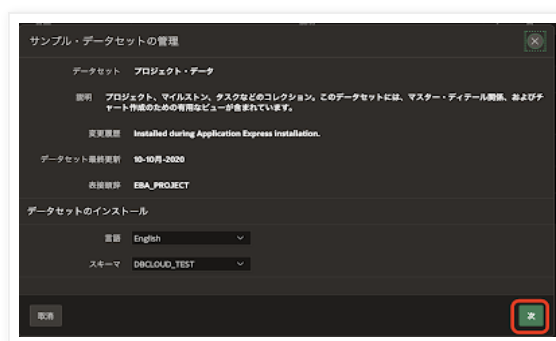 サンプル・データセットの管理
データセット プロジェクト・データ
説明 プロジェクト、マイルストン、タスクなどのコレクション。このデータセットには、マスター・ディテール関係、およびチ
ャート作成のための有用なビューが含まれています。
変更履歴 Installed during Application Express installation.
データセット最終更新 10-10月-2020
表接頭辞 EBA_PROJECT
データセットのインストール
言語 English
スキーマ DBCLOUD_TEST
取消 次